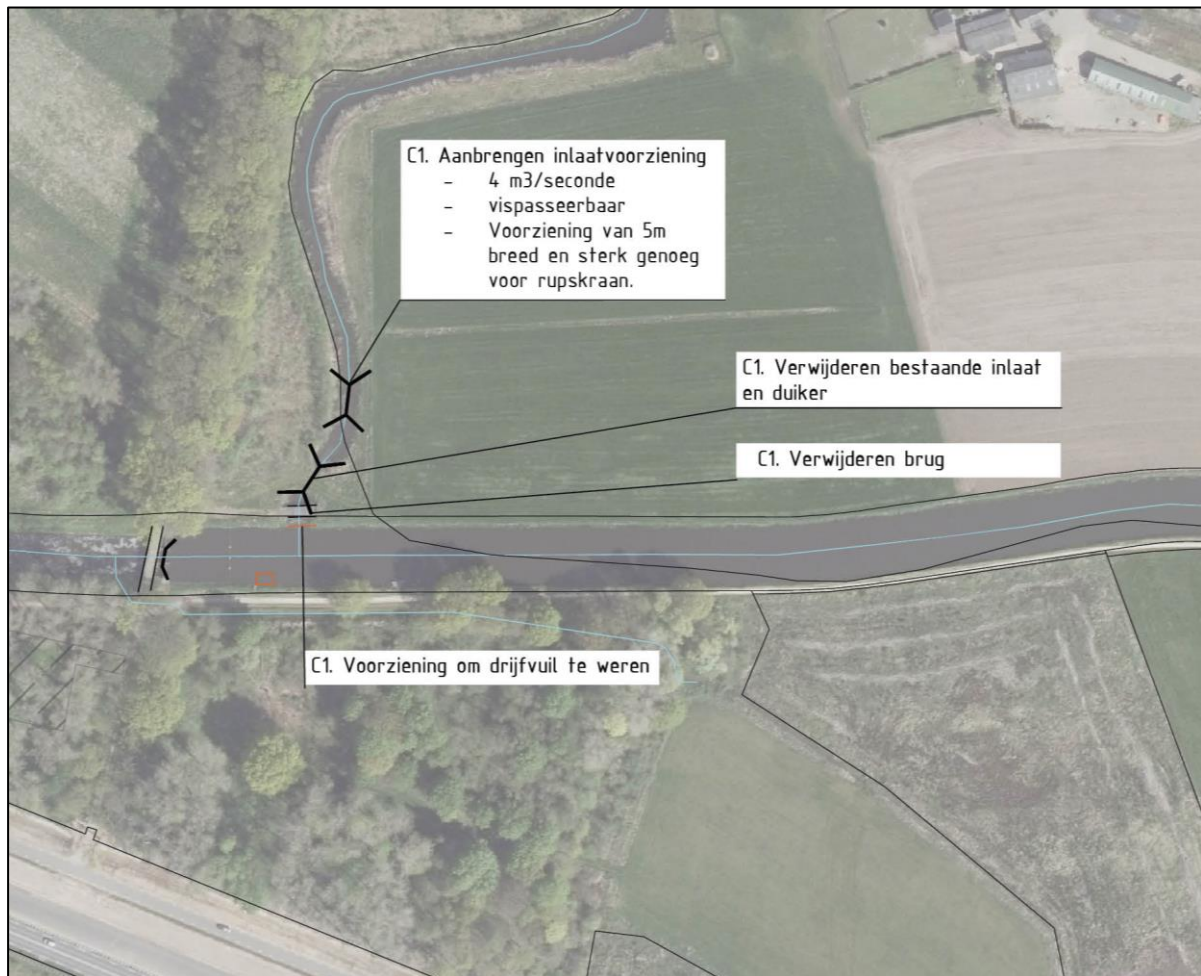 C1. Aanbrengen inlaatvoorziening
- 4 m3/seconde
- vispasseerbaar
- Voorziening van 5m
breed en sterk genoeg
voor rupskraan.
C1. Verwijderen bestaande inlaat
en duiker
C1. Verwijderen brug
C1. Voorziening om drijfvuil te weren